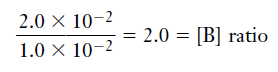 2.0 × 10⁻²
1.0 × 10⁻² = 2.0 = [B] ratio